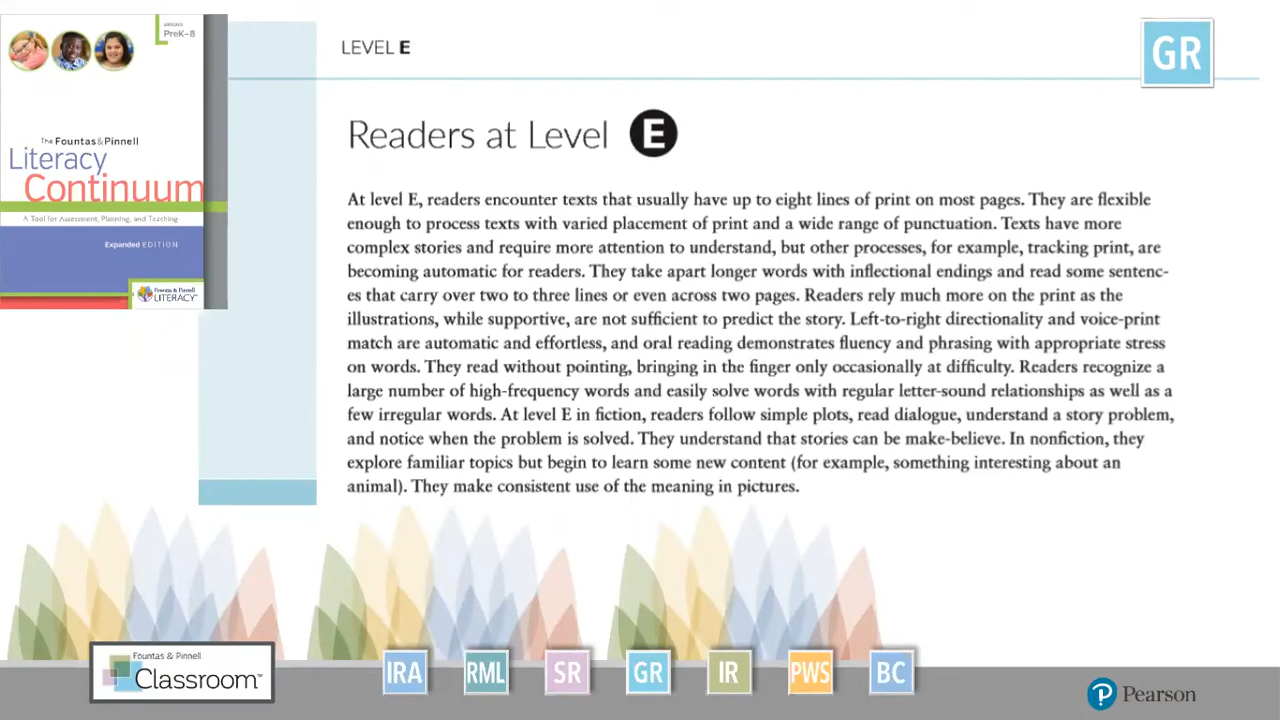 GRADES
PreK–8
The Fountas & Pinnell
Literacy
Continuum
A Tool for Assessment, Planning, and Teaching
Expanded EDITION
Fountas & Pinnell
LITERACY™
LEVEL E
GR
Readers at Level E
At level E, readers encounter texts that usually have up to eight lines of print on most pages. They are flexible
enough to process texts with varied placement of print and a wide range of punctuation. Texts have more
complex stories and require more attention to understand, but other processes, for example, tracking print, are
becoming automatic for readers. They take apart longer words with inflectional endings and read some sentenc-
es that carry over two to three lines or even across two pages. Readers rely much more on the print as the
illustrations, while supportive, are not sufficient to predict the story. Left-to-right directionality and voice-print
match are automatic and effortless, and oral reading demonstrates fluency and phrasing with appropriate stress
on words. They read without pointing, bringing in the finger only occasionally at difficulty. Readers recognize a
large number of high-frequency words and easily solve words with regular letter-sound relationships as well as a
few irregular words. At level E in fiction, readers follow simple plots, read dialogue, understand a story problem,
and notice when the problem is solved. They understand that stories can be make-believe. In nonfiction, they
explore familiar topics but begin to learn some new content (for example, something interesting about an
animal). They make consistent use of the meaning in pictures.
Fountas & Pinnell
Classroom™
IRA RML SR GR IR PWS BC
P Pearson